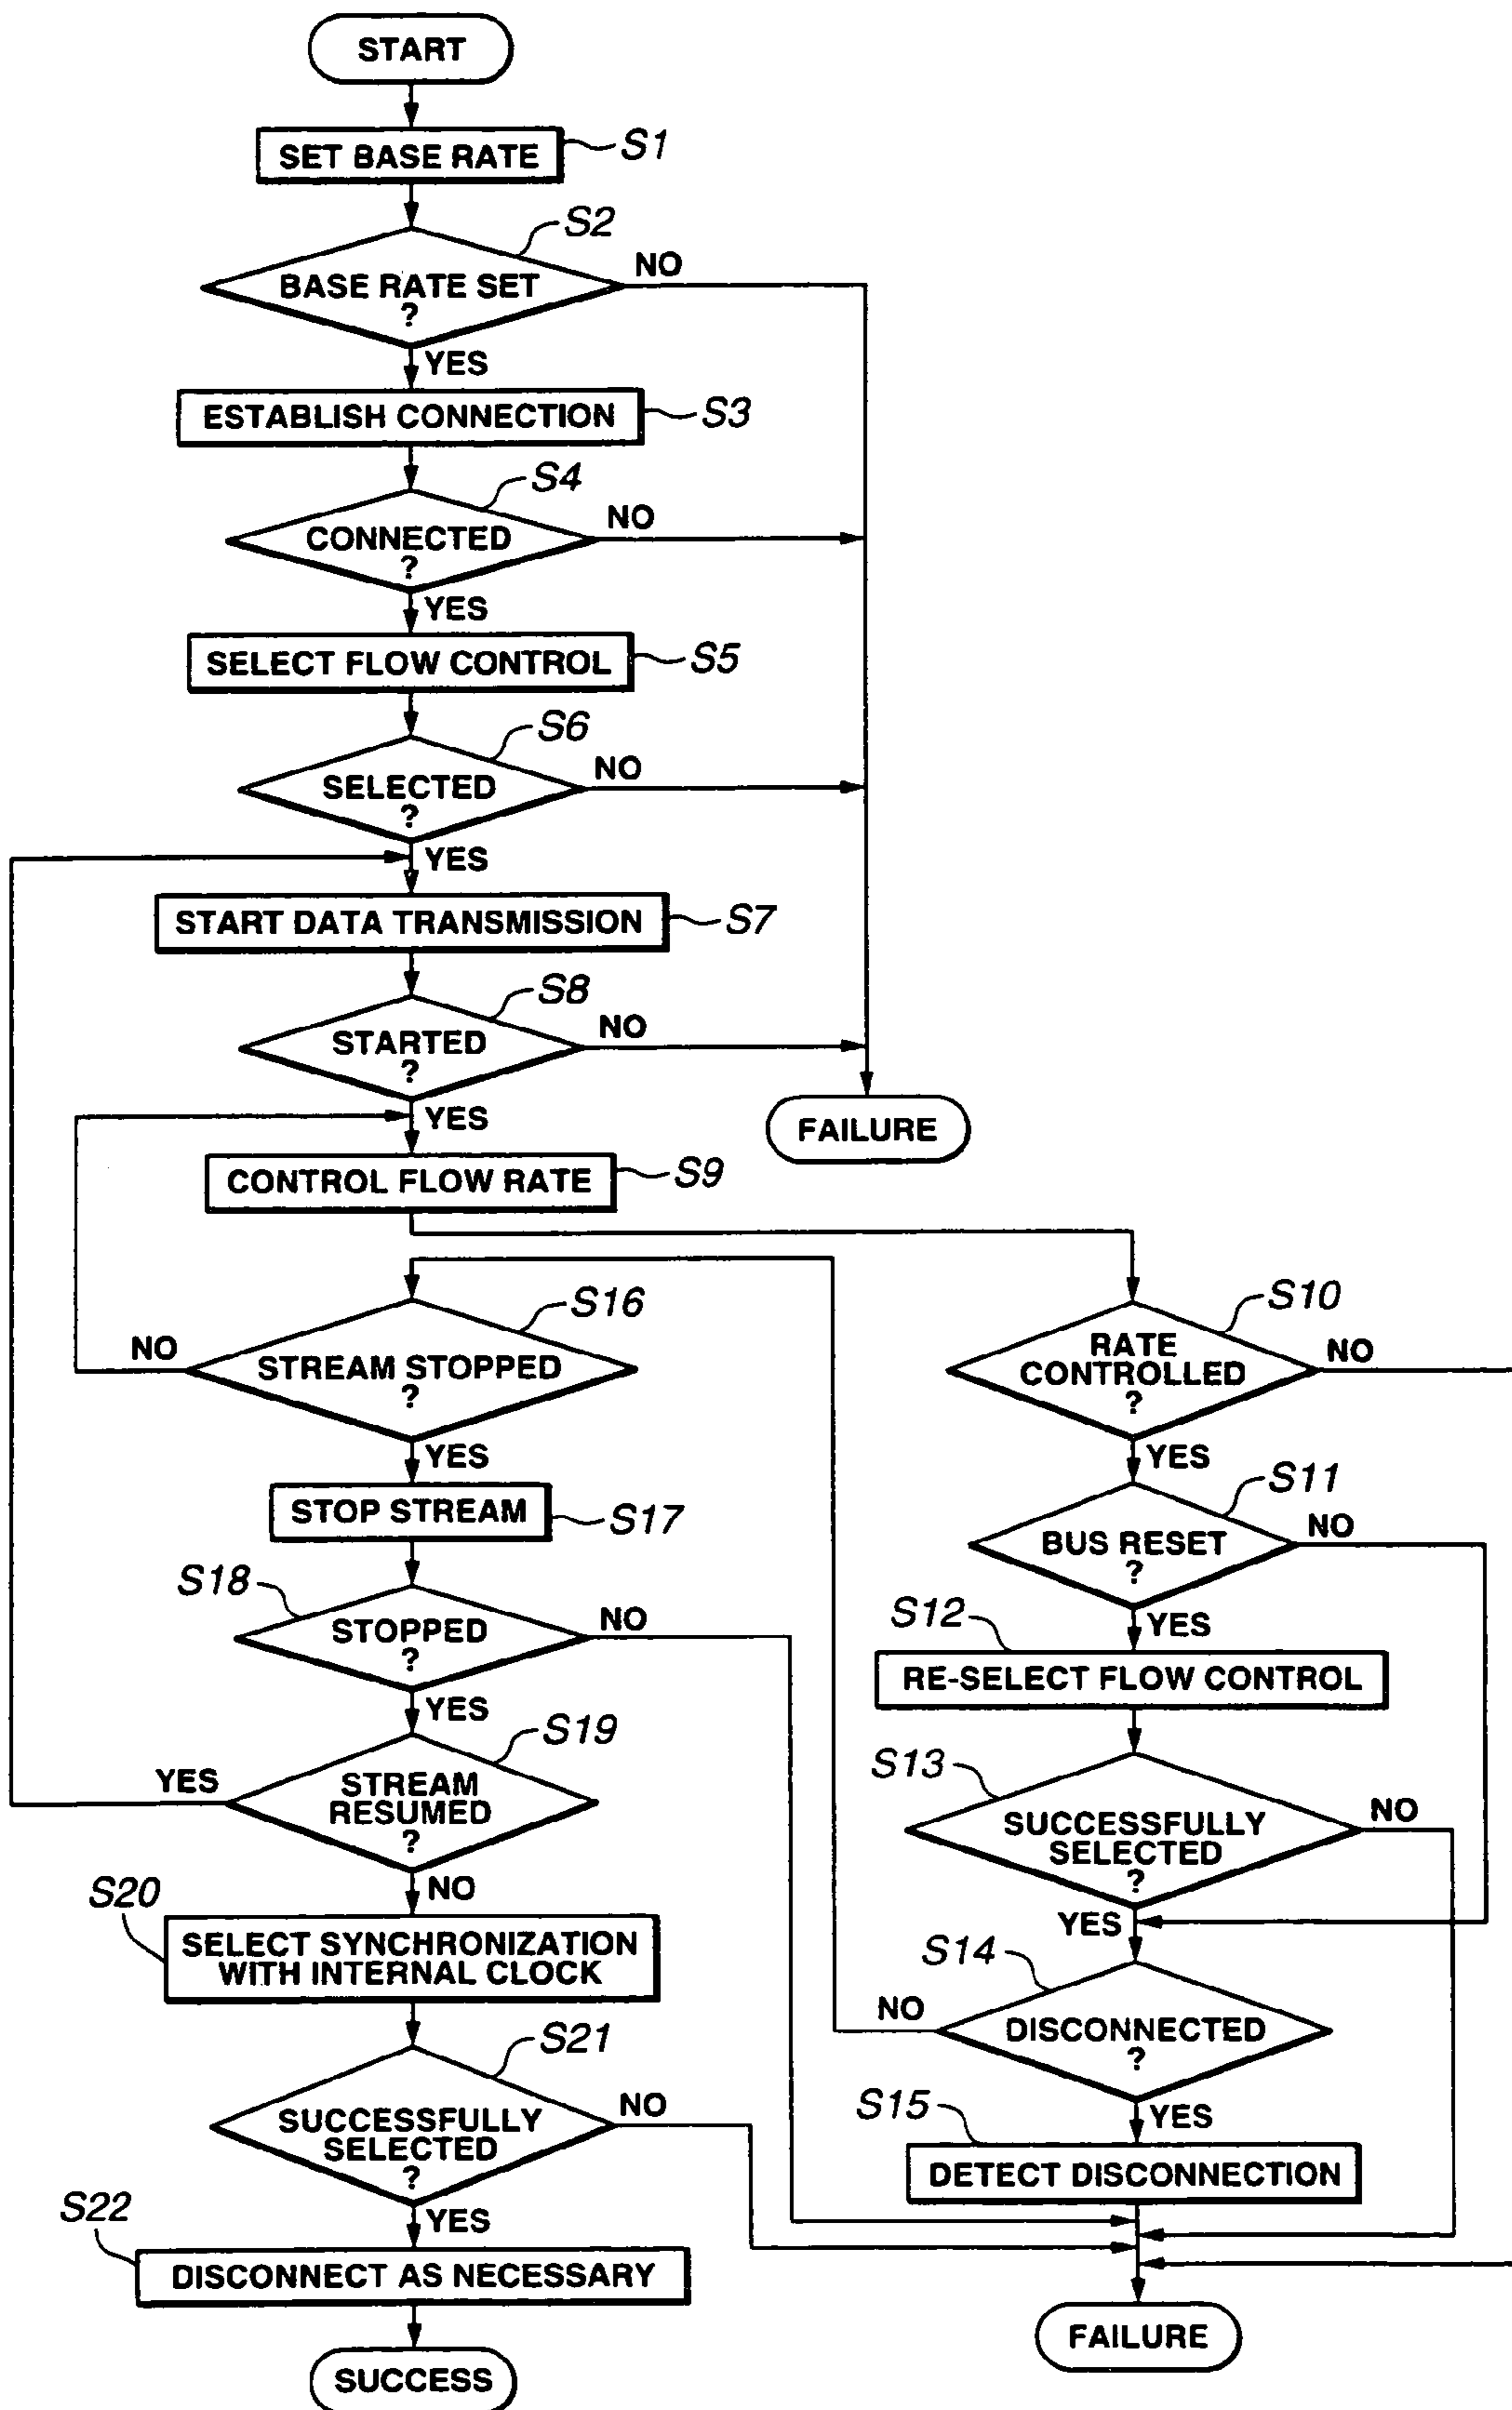 START
SET BASE RATE
S1
S2
BASE RATE SET
?
NO
YES
ESTABLISH CONNECTION
S3
S4
CONNECTED
?
NO
YES
SELECT FLOW CONTROL
S5
S6
SELECTED
?
NO
YES
START DATA TRANSMISSION
S7
S8
STARTED
?
NO
YES
FAILURE
CONTROL FLOW RATE
S9
S10
RATE
CONTROLLED
?
NO
YES
S11
BUS RESET
?
NO
YES
S12
RE-SELECT FLOW CONTROL
S13
SUCCESSFULLY
SELECTED
?
NO
YES
S14
DISCONNECTED
?
NO
YES
S15
DETECT DISCONNECTION
FAILURE
S16
STREAM STOPPED
?
NO
YES
STOP STREAM
S17
S18
STOPPED
?
NO
YES
S19
STREAM
RESUMED
?
YES
NO
S20
SELECT SYNCHRONIZATION
WITH INTERNAL CLOCK
S21
SUCCESSFULLY
SELECTED
?
NO
YES
S22
DISCONNECT AS NECESSARY
SUCCESS